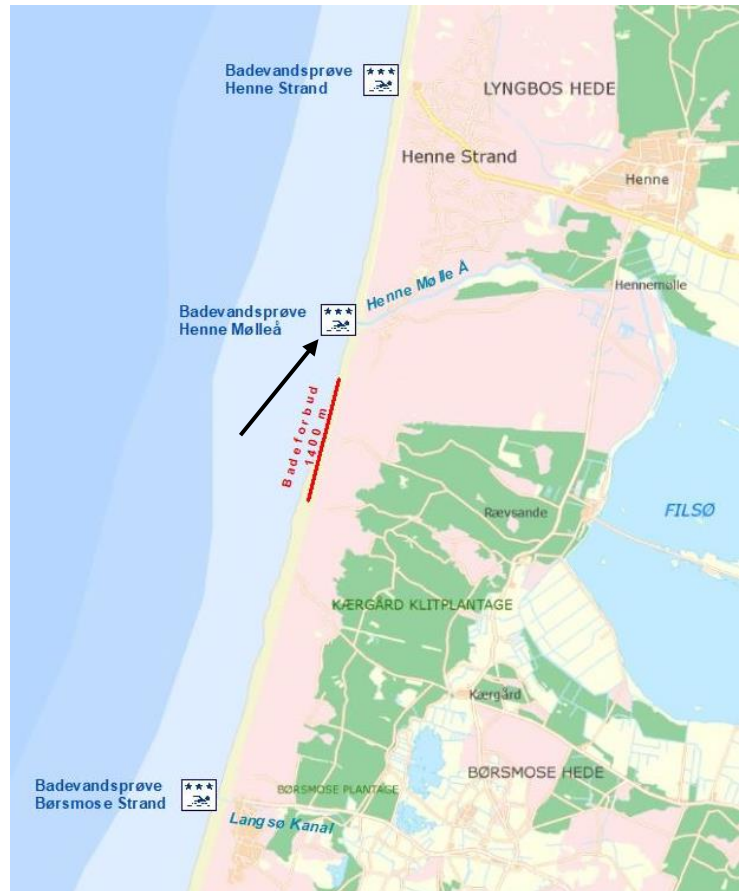 Badevandsprøve
Henne Strand
LYNGBOS HEDE
Henne Strand
Henne
Henne Mølle Å
Hennemølle
Badevandsprøve
Henne Mølleå
Badeforbud
1400 m
Rævsande
FILSØ
KÆRGÅRD KLITPLANTAGE
Kærgård
Badevandsprøve
Børsmose Strand
BØRSMOSE PLANTAGE
BØRSMOSE HEDE
Langsø Kanal